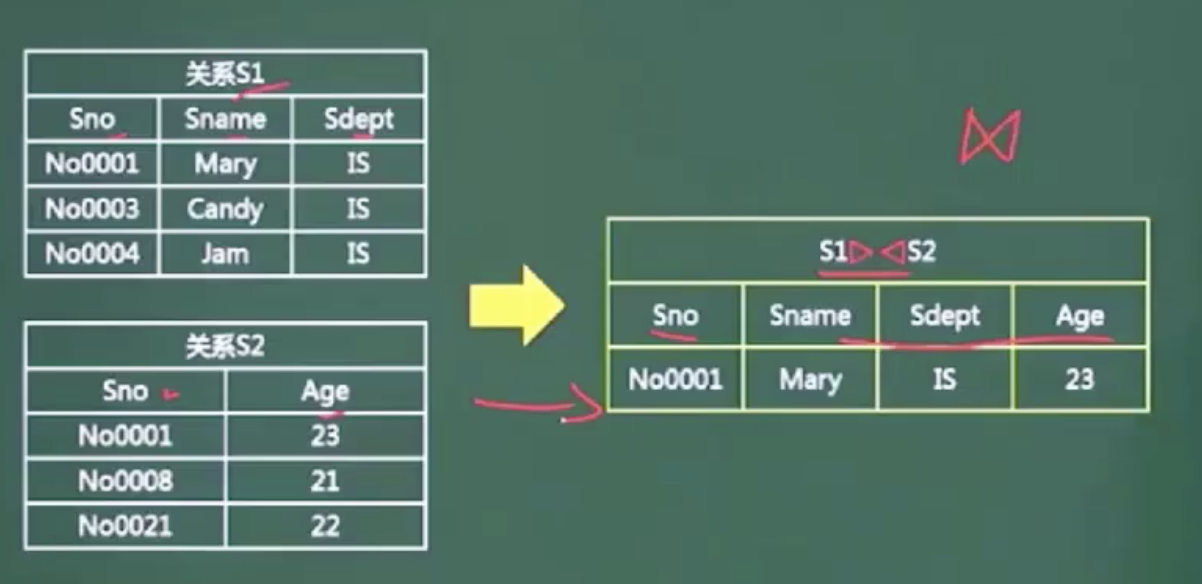 关系S1
Sno Sname Sdept
No0001 Mary IS
No0003 Candy IS
No0004 Jam IS
关系S2
Sno Age
No0001 23
No0008 21
No0021 22
⋈
S1▷◁S2
Sno Sname Sdept Age
No0001 Mary IS 23